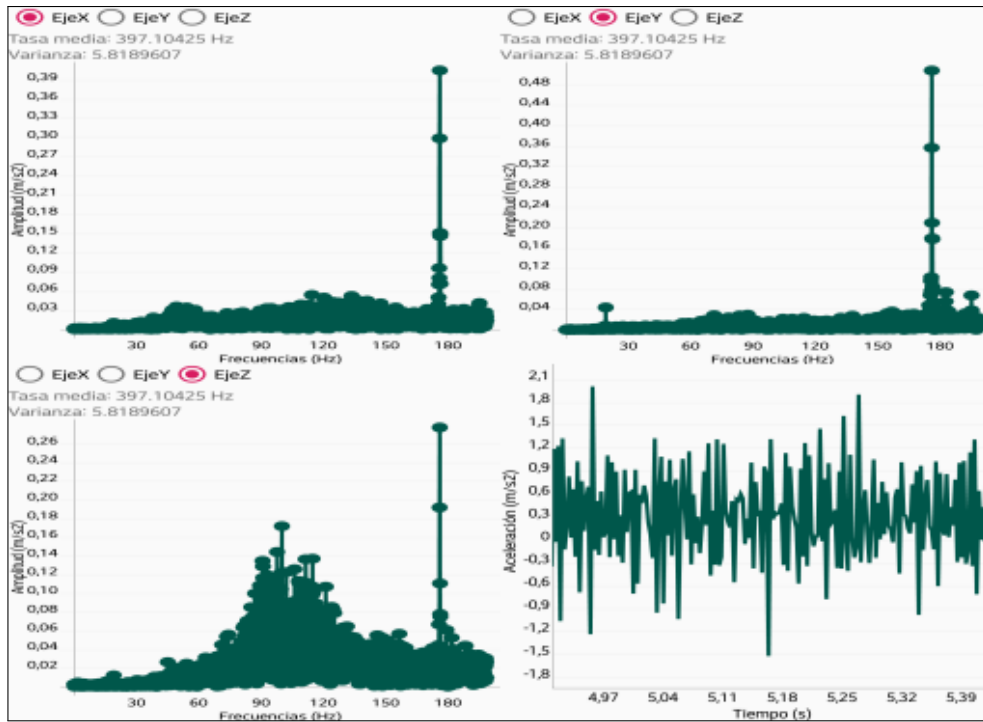 EjeX EjeY EjeZ
Tasa media: 397.10425 Hz
Varianza: 5.8189607
Amplitud (m/s2)
0,39
0,36
0,33
0,30
0,27
0,24
0,21
0,18
0,15
0,12
0,09
0,06
0,03
30 60 90 120 150 180
Frecuencias (Hz)
EjeX EjeY EjeZ
Tasa media: 397.10425 Hz
Varianza: 5.8189607
Amplitud (m/s2)
0,48
0,44
0,40
0,36
0,32
0,28
0,24
0,20
0,16
0,12
0,08
0,04
30 60 90 120 150 180
Frecuencias (Hz)
EjeX EjeY EjeZ
Tasa media: 397.10425 Hz
Varianza: 5.8189607
Amplitud (m/s2)
0,26
0,24
0,22
0,20
0,18
0,16
0,14
0,12
0,10
0,08
0,06
0,04
0,02
30 60 90 120 150 180
Frecuencias (Hz)
Aceleración (m/s2)
2,1
1,8
1,5
1,2
0,9
0,6
0,3
0
-0,3
-0,6
-0,9
-1,2
-1,5
-1,8
4,97 5,04 5,11 5,18 5,25 5,32 5,39
Tiempo (s)